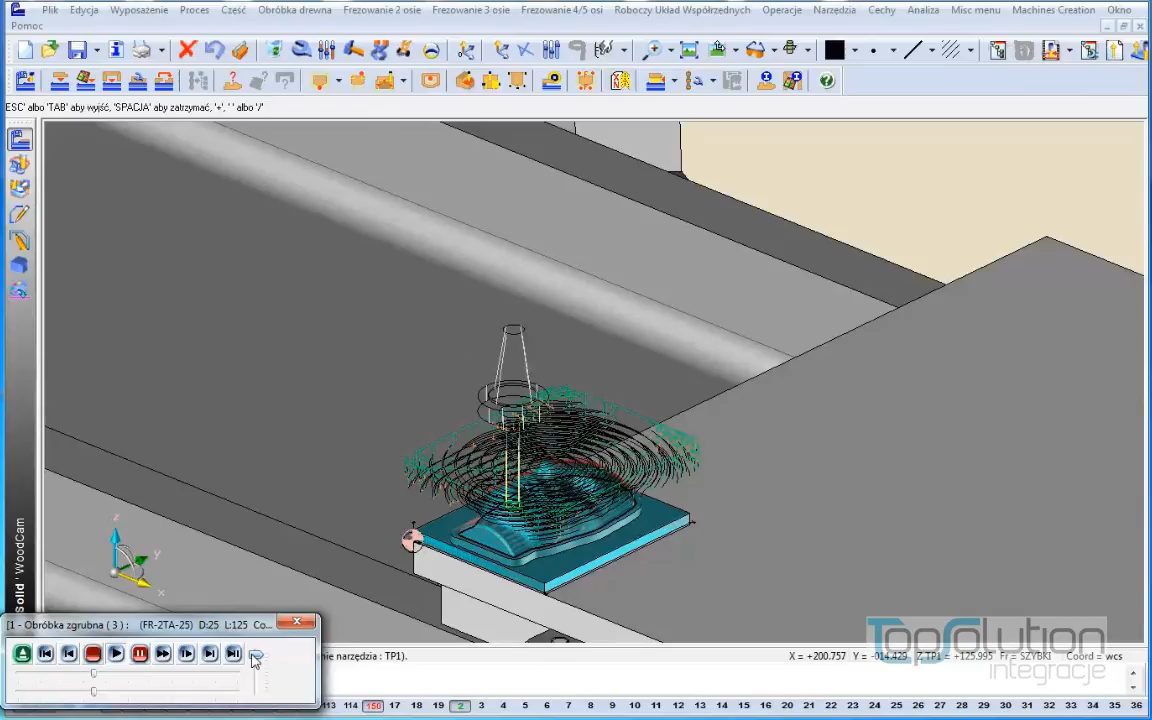 Plik Edycja Wyposażenie Proces Część Obróbka drewna Frezowanie 2 osie Frezowanie 3 osie Frezowanie 4/5 osi Roboczy Układ Współrzędnych Operacje Narzędzia Cechy Analiza Misc menu Machines Creation Okno
Pomoc
ESC' albo 'TAB' aby wyjść, 'SPACJA' aby zatrzymać, '+', ' ' albo '/'
z
y
x
Solid 'WoodCam
[1 - Obróbka zgrubna ( 3 ) : (FR-2TA-25) D:25 L:125 Co...
TopSolution
integracje
nie narzędzia : TP1).
X = +200.757 Y = -014.429 Z TP1 = +125.995 Fr = SZYBKI Coord = wcs
113 114 150 17 18 19 2 3 4 5 6 7 8 9 10 11 12 13 14 15 16 17 18 19 20 21 22 23 24 25 26 27 28 29 30 31 32 33 34 35 36